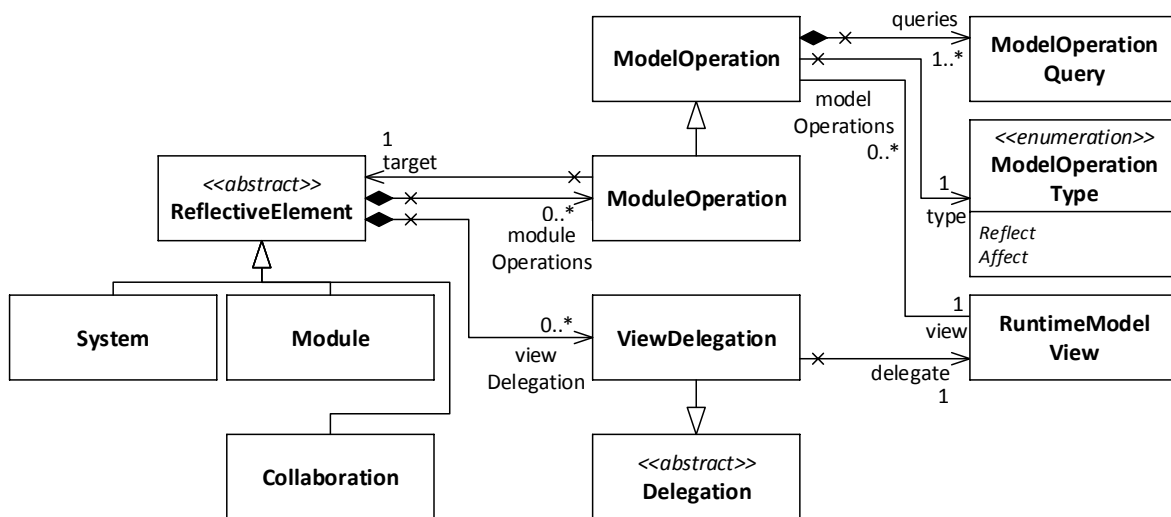 queries
ModelOperation
1..*
ModelOperation
Query
model
Operations
0..*
<<enumeration>>
ModelOperation
Type
Reflect
Affect
1
type
1
target
<<abstract>>
ReflectiveElement
ModuleOperation
0..*
module
Operations
System
Module
0..*
view
Delegation
ViewDelegation
delegate
1
1
view
RuntimeModel
View
Collaboration
<<abstract>>
Delegation